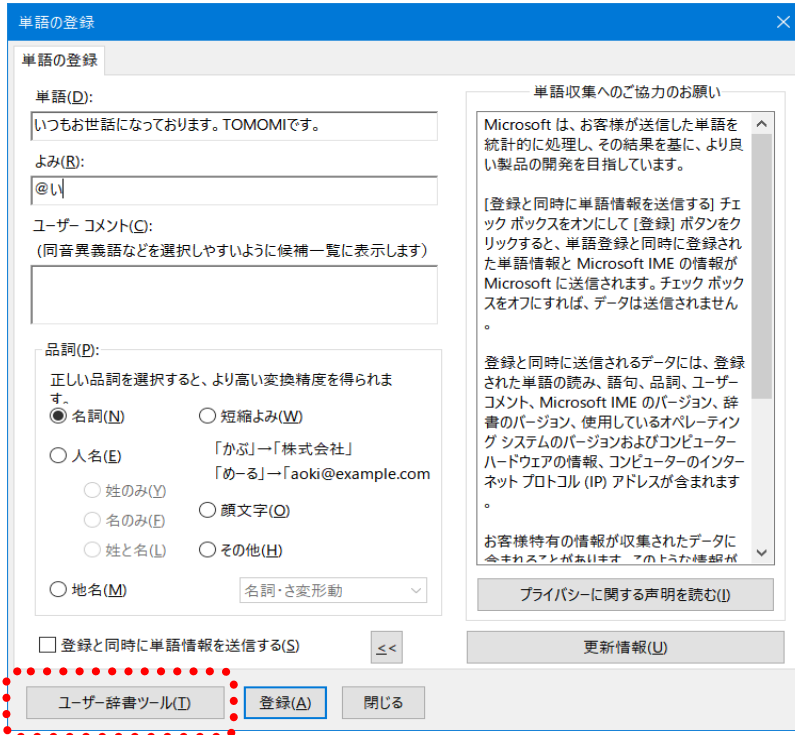 単語の登録
単語の登録
単語(D):
いつもお世話になっております。TOMOMIです。
よみ(R):
@い
ユーザー コメント(C):
(同音異義語などを選択しやすいように候補一覧に表示します)
品詞(P):
正しい品詞を選択すると、より高い変換精度を得られま
す。
名詞(N)
短縮よみ(W)
人名(E)
「かぶ」→「株式会社」
「めーる」→「aoki@example.com
姓のみ(Y)
名のみ(F)
顔文字(O)
姓と名(L)
その他(H)
地名(M)
名詞・さ変形動
登録と同時に単語情報を送信する(S)
<<
ユーザー辞書ツール(T)
登録(A)
閉じる
単語収集へのご協力のお願い
Microsoft は、お客様が送信した単語を
統計的に処理し、その結果を基に、より良
い製品の開発を目指しています。
[登録と同時に単語情報を送信する] チェ
ック ボックスをオンにして [登録] ボタンをク
リックすると、単語登録と同時に登録され
た単語情報と Microsoft IME の情報が
Microsoft に送信されます。チェック ボック
スをオフにすれば、データは送信されません
。
登録と同時に送信されるデータには、登録
された単語の読み、語句、品詞、ユーザー
コメント、Microsoft IME のバージョン、辞
書のバージョン、使用しているオペレーティン
グ システムのバージョンおよびコンピューター
ハードウェアの情報、コンピューターのインター
ネット プロトコル (IP) アドレスが含まれます
。
お客様特有の情報が収集されたデータに
含まれることがあります。このような情報が
プライバシーに関する声明を読む(I)
更新情報(U)